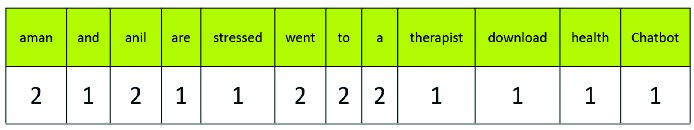 aman and anil are stressed went to a therapist download health Chatbot
2 1 2 1 1 2 2 2 1 1 1 1